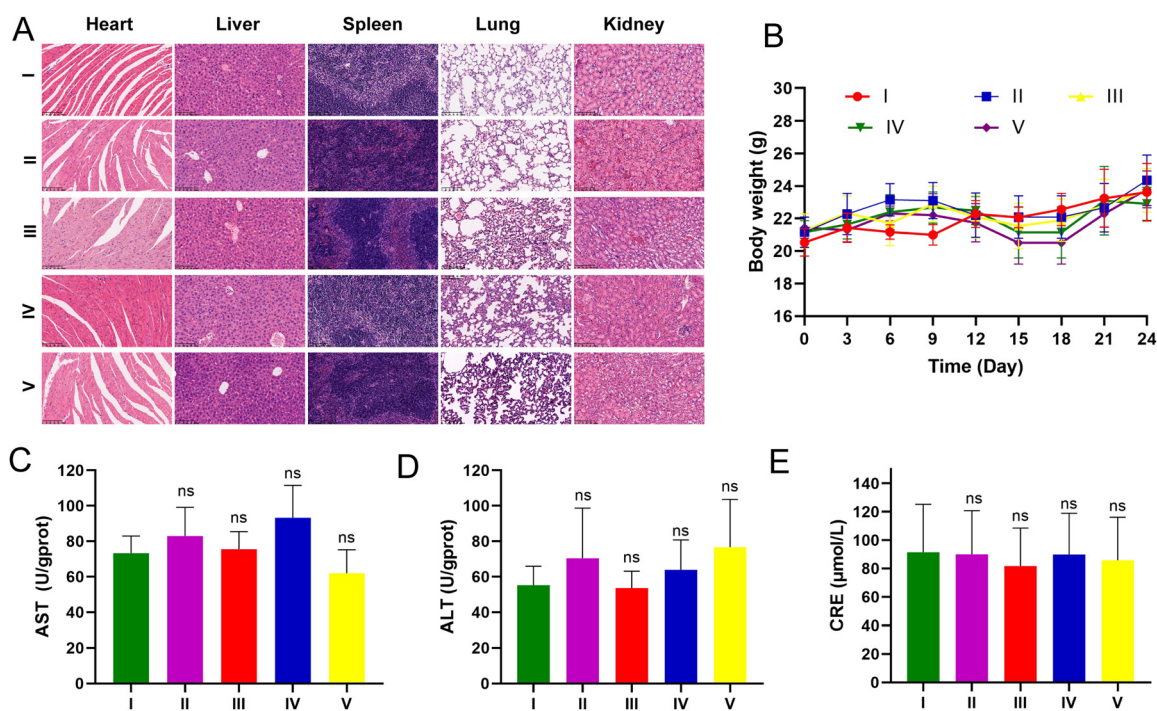 A
Heart Liver Spleen Lung Kidney
I
II
III
IV
V
B
I II III
IV V
Body weight (g)
30
28
26
24
22
20
18
16
0 3 6 9 12 15 18 21 24
Time (Day)
C
AST (U/gprot)
120
100
80
60
40
20
0
ns ns ns ns
I II III IV V
D
ALT (U/gprot)
120
100
80
60
40
20
0
ns ns ns ns
I II III IV V
E
CRE (μmol/L)
140
120
100
80
60
40
20
0
ns ns ns ns
I II III IV V